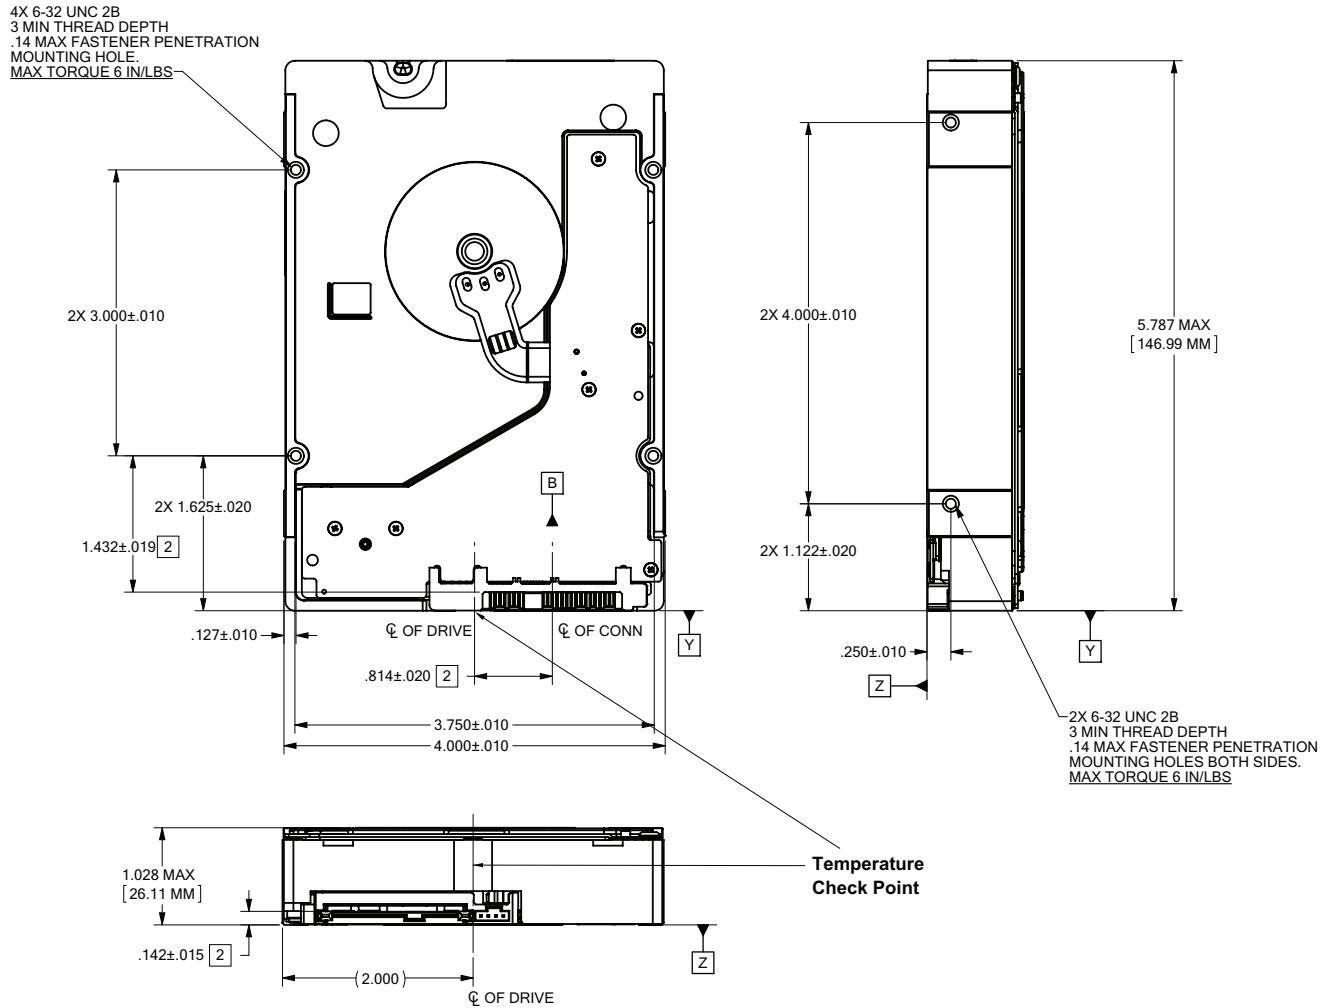 4X 6-32 UNC 2B
3 MIN THREAD DEPTH
.14 MAX FASTENER PENETRATION
MOUNTING HOLE.
MAX TORQUE 6 IN/LBS
2X 3.000±.010
2X 1.625±.020
1.432±.019 2
.127±.010
B
℄ OF DRIVE
℄ OF CONN
Y
.814±.020 2
3.750±.010
4.000±.010
2X 4.000±.010
5.787 MAX
[146.99 MM]
2X 1.122±.020
.250±.010
Z
Y
2X 6-32 UNC 2B
3 MIN THREAD DEPTH
.14 MAX FASTENER PENETRATION
MOUNTING HOLES BOTH SIDES.
MAX TORQUE 6 IN/LBS
1.028 MAX
[26.11 MM]
.142±.015 2
(2.000)
℄ OF DRIVE
Z
Temperature
Check Point